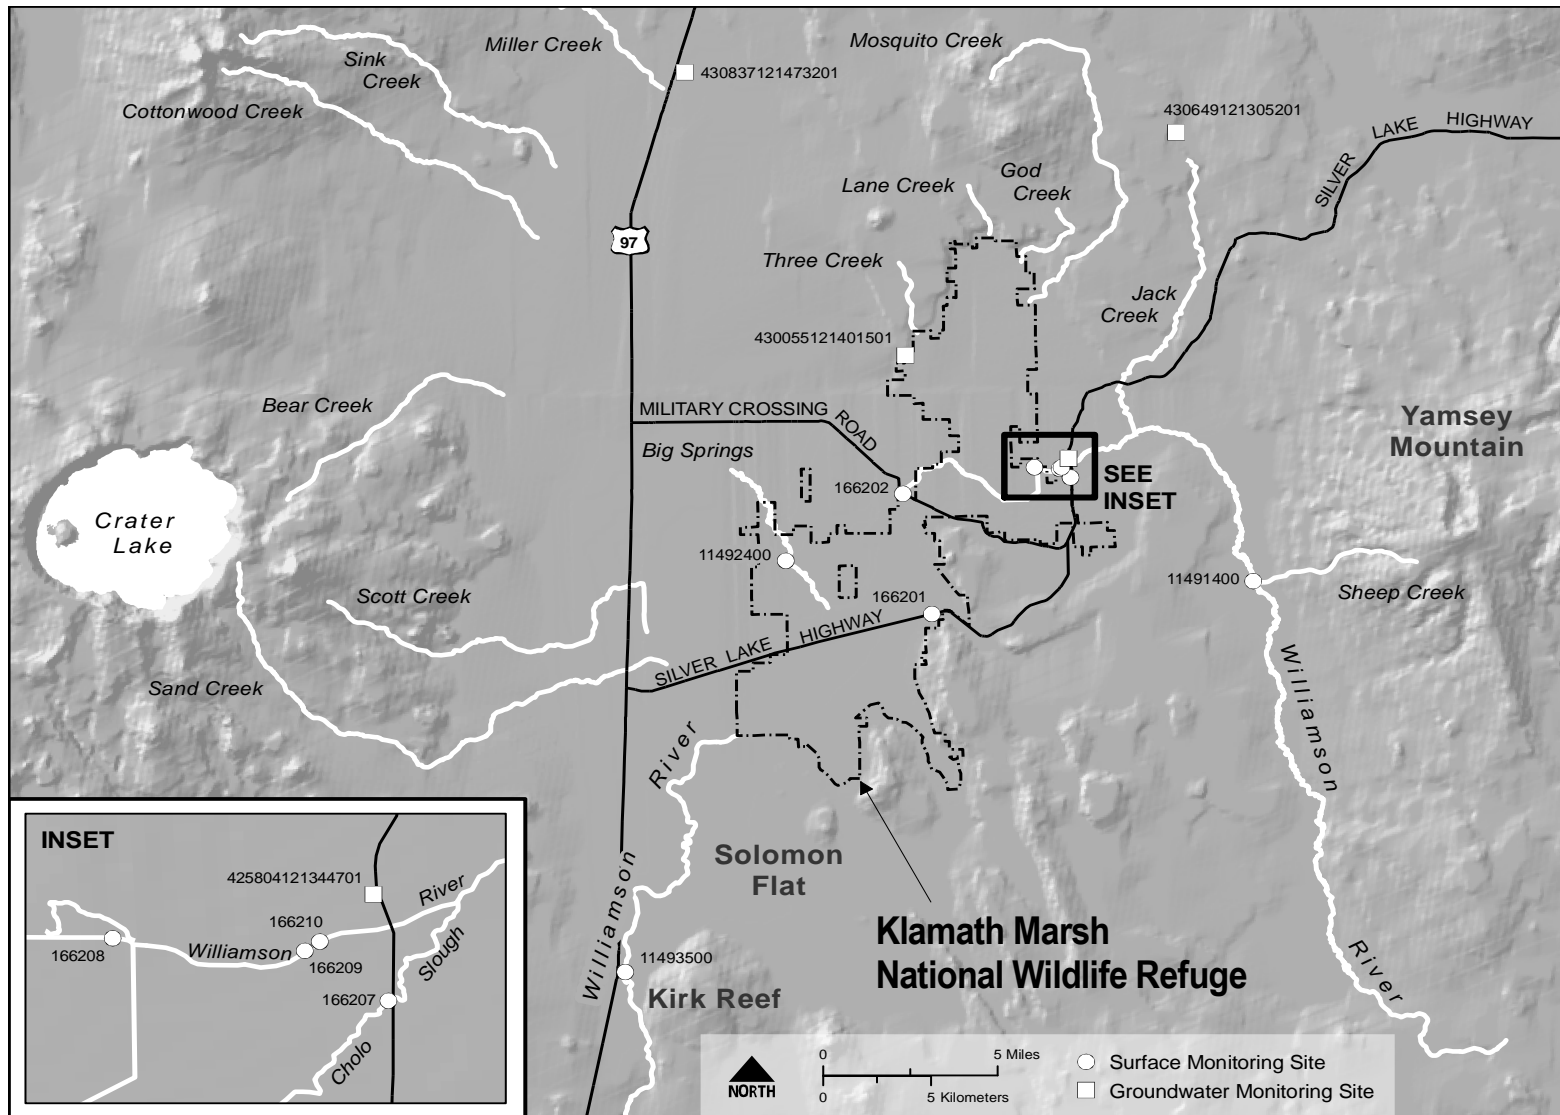 Miller Creek
Mosquito Creek
Sink
Creek
430837121473201
Cottonwood Creek
430649121305201
SILVER LAKE HIGHWAY
Lane Creek
God
Creek
97
Three Creek
Jack
Creek
430055121401501
Bear Creek
MILITARY CROSSING ROAD
Yamsey
Mountain
Big Springs
SEE
INSET
166202
Crater
Lake
11492400
11491400
Sheep Creek
Scott Creek
166201
SILVER LAKE HIGHWAY
Sand Creek
Williamson River
Williamson River
Solomon
Flat
Klamath Marsh
National Wildlife Refuge
11493500
Kirk Reef
INSET
425804121344701
River
166210
Williamson
166208
166209
Slough
166207
Cholo
NORTH
0 5 Miles
0 5 Kilometers
Surface Monitoring Site
Groundwater Monitoring Site